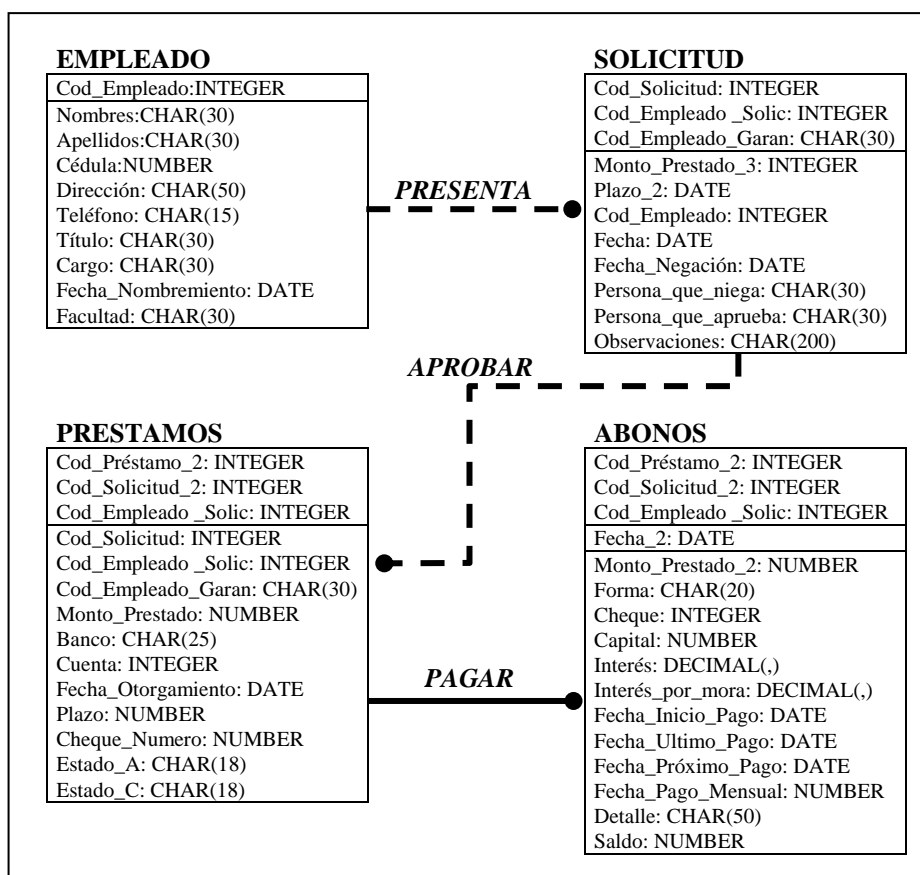 EMPLEADO
Cod_Empleado:INTEGER
Nombres:CHAR(30)
Apellidos:CHAR(30)
Cédula:NUMBER
Dirección: CHAR(50)
Teléfono: CHAR(15)
Título: CHAR(30)
Cargo: CHAR(30)
Fecha_Nombremiento: DATE
Facultad: CHAR(30)
PRESENTA
SOLICITUD
Cod_Solicitud: INTEGER
Cod_Empleado _Solic: INTEGER
Cod_Empleado_Garan: CHAR(30)
Monto_Prestado_3: INTEGER
Plazo_2: DATE
Cod_Empleado: INTEGER
Fecha: DATE
Fecha_Negación: DATE
Persona_que_niega: CHAR(30)
Persona_que_aprueba: CHAR(30)
Observaciones: CHAR(200)
APROBAR
PRESTAMOS
Cod_Préstamo_2: INTEGER
Cod_Solicitud_2: INTEGER
Cod_Empleado _Solic: INTEGER
Cod_Solicitud: INTEGER
Cod_Empleado _Solic: INTEGER
Cod_Empleado_Garan: CHAR(30)
Monto_Prestado: NUMBER
Banco: CHAR(25)
Cuenta: INTEGER
Fecha_Otorgamiento: DATE
Plazo: NUMBER
Cheque_Numero: NUMBER
Estado_A: CHAR(18)
Estado_C: CHAR(18)
PAGAR
ABONOS
Cod_Préstamo_2: INTEGER
Cod_Solicitud_2: INTEGER
Cod_Empleado _Solic: INTEGER
Fecha_2: DATE
Monto_Prestado_2: NUMBER
Forma: CHAR(20)
Cheque: INTEGER
Capital: NUMBER
Interés: DECIMAL(,)
Interés_por_mora: DECIMAL(,)
Fecha_Inicio_Pago: DATE
Fecha_Ultimo_Pago: DATE
Fecha_Próximo_Pago: DATE
Fecha_Pago_Mensual: NUMBER
Detalle: CHAR(50)
Saldo: NUMBER